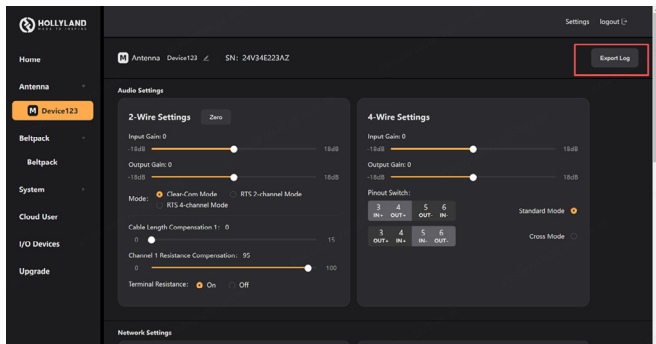 HOLLYLAND
MADE TO INSPIRE
Settings logout
Home
Antenna
M Device123
Beltpack
Beltpack
System
Cloud User
I/O Devices
Upgrade
M Antenna Device123 SN: 24V34E223AZ
Export Log
Audio Settings
2-Wire Settings Zero
Input Gain: 0
-18dB 18dB
Output Gain: 0
-18dB 18dB
Mode: Clear-Com Mode RTS 2-channel Mode
RTS 4-channel Mode
Cable Length Compensation 1: 0
0 15
Channel 1 Resistance Compensation: 95
0 100
Terminal Resistance: On Off
4-Wire Settings
Input Gain: 0
-18dB 18dB
Output Gain: 0
-18dB 18dB
Pinout Switch:
3 4 5 6
IN+ OUT+ OUT- IN-
Standard Mode
3 4 5 6
OUT+ IN+ IN- OUT-
Cross Mode
Network Settings